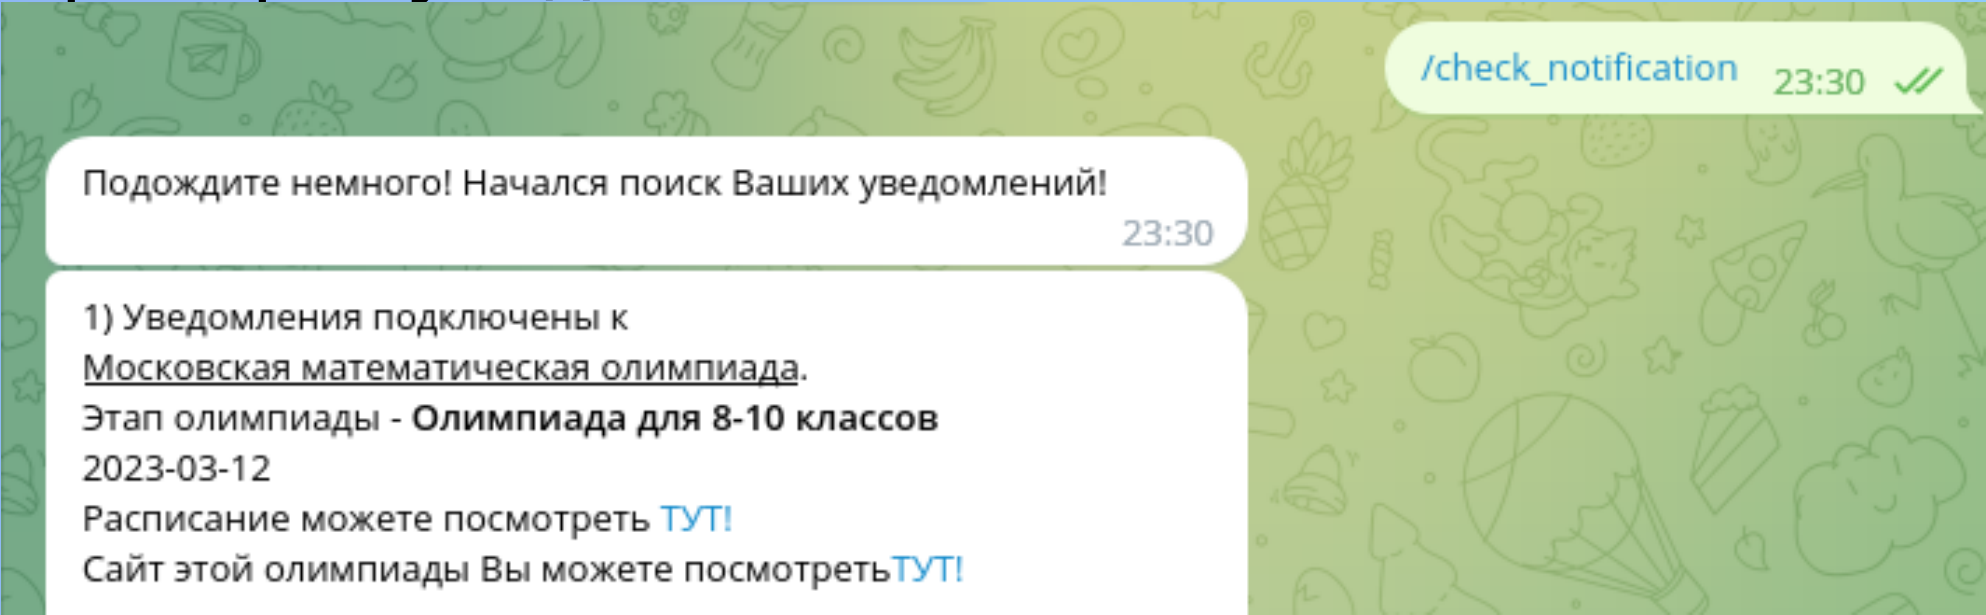 /check_notification 23:30
Подождите немного! Начался поиск Ваших уведомлений!
23:30
1) Уведомления подключены к
Московская математическая олимпиада.
Этап олимпиады - Олимпиада для 8-10 классов
2023-03-12
Расписание можете посмотреть ТУТ!
Сайт этой олимпиады Вы можете посмотретьТУТ!